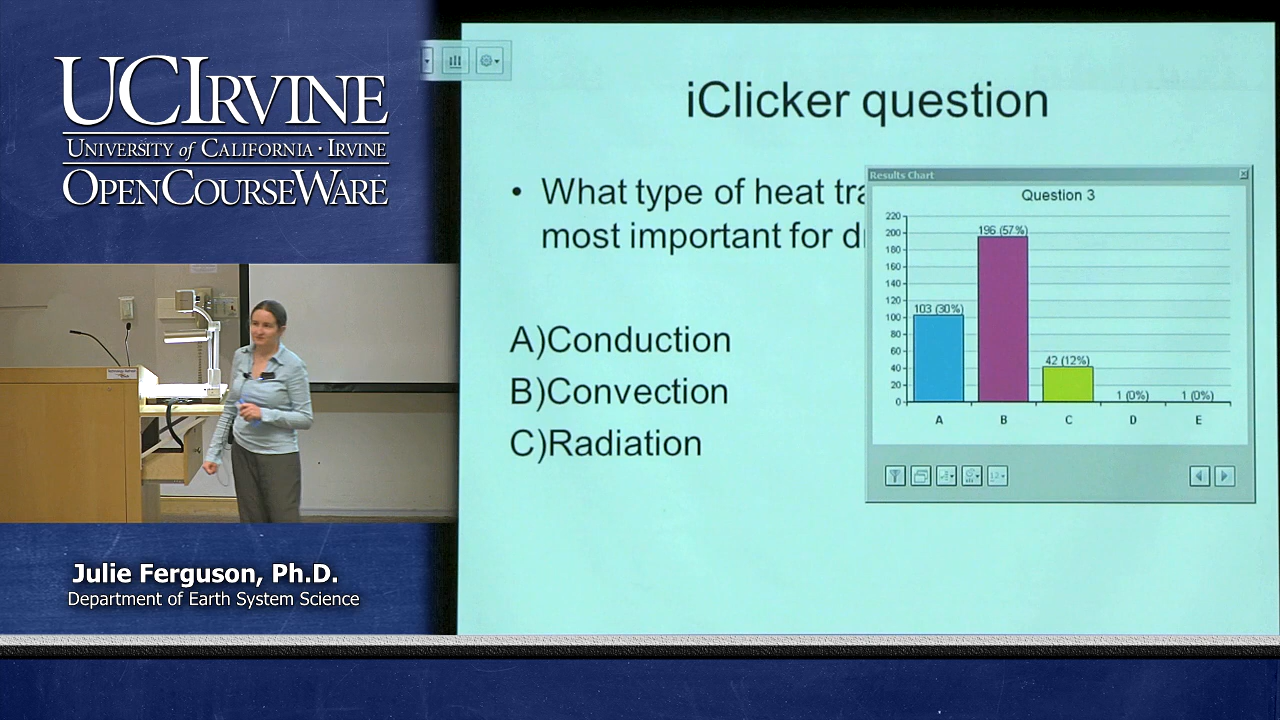 UCIRVINE
UNIVERSITY of CALIFORNIA · IRVINE
OPENCOURSEWARE
Julie Ferguson, Ph.D.
Department of Earth System Science
iClicker question
• What type of heat
most important for
A)Conduction
B)Convection
C)Radiation
Results Chart
Question 3
220
200
180
160
140
120
100
80
60
40
20
0
103 (30%)
196 (57%)
42 (12%)
1 (0%)
1 (0%)
A B C D E